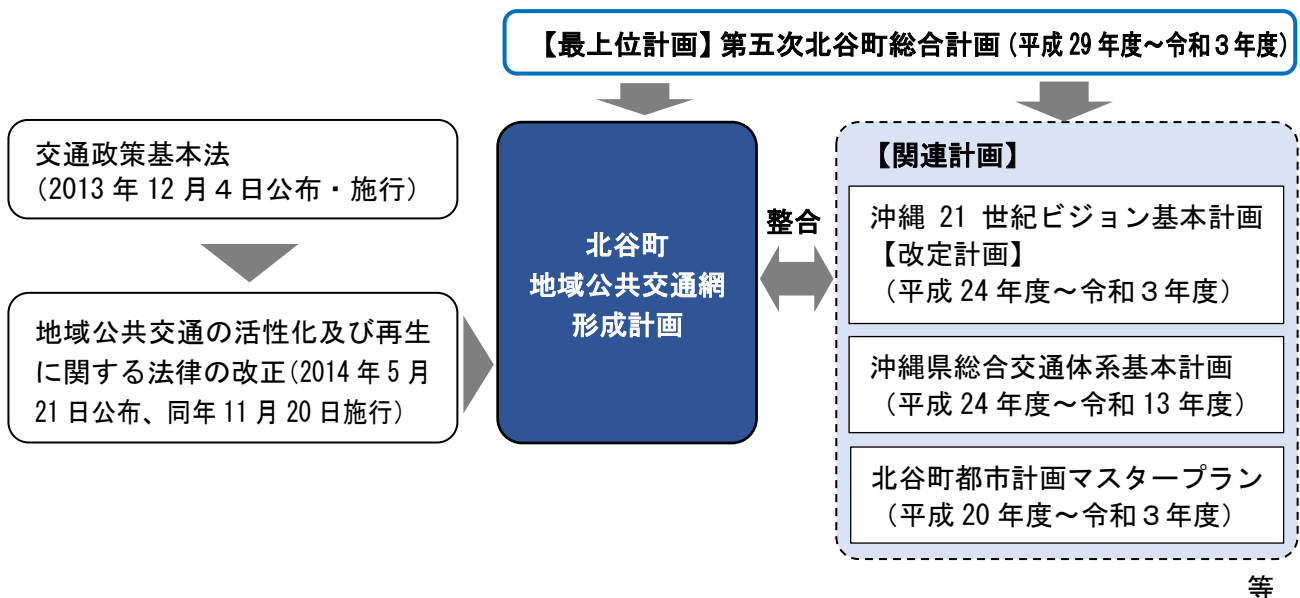 【最上位計画】第五次北谷町総合計画(平成29年度~令和3年度)
交通政策基本法
(2013年12月4日公布・施行)
地域公共交通の活性化及び再生
に関する法律の改正(2014年5月
21日公布、同年11月20日施行)
北谷町
地域公共交通網
形成計画
整合
【関連計画】
沖縄 21 世紀ビジョン基本計画
【改定計画】
(平成24年度~令和3年度)
沖縄県総合交通体系基本計画
(平成24年度~令和13年度)
北谷町都市計画マスタープラン
(平成20年度~令和3年度)
等